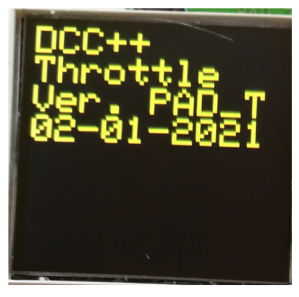 DCC++
Throttle
Ver. PAD_T
02-01-2021